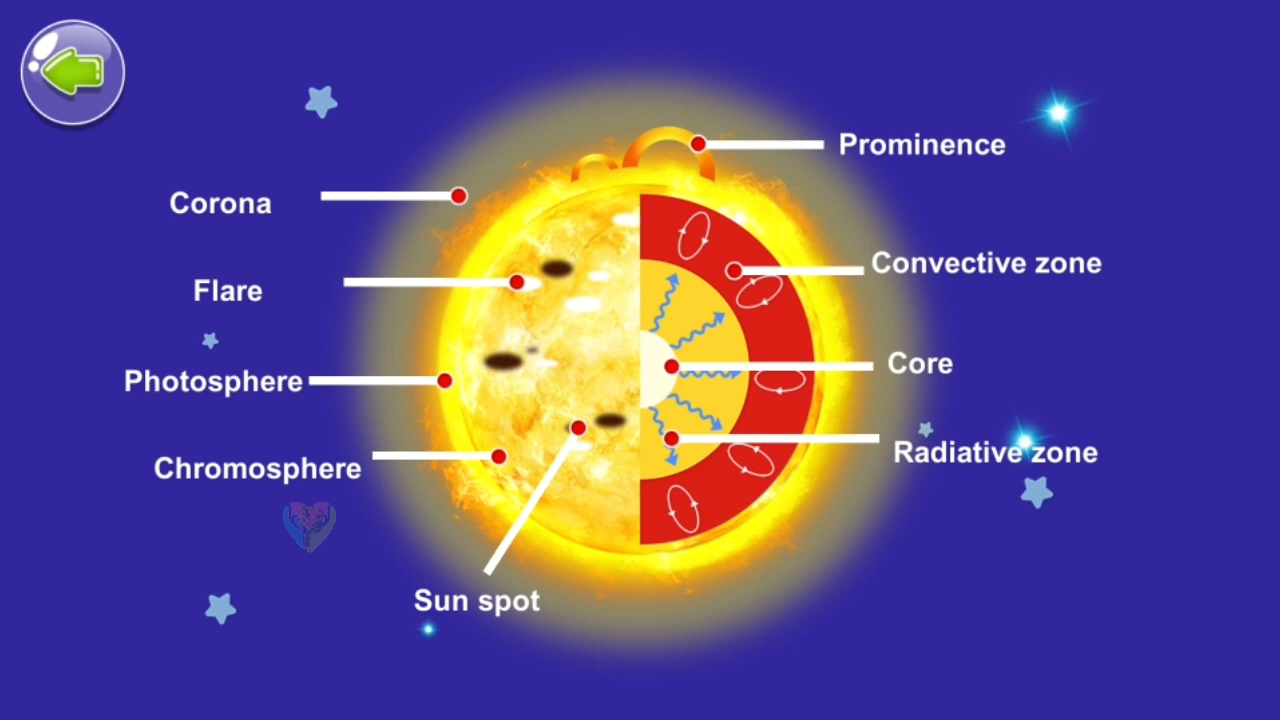 Prominence
Corona
Convective zone
Flare
Core
Photosphere
Radiative zone
Chromosphere
Sun spot